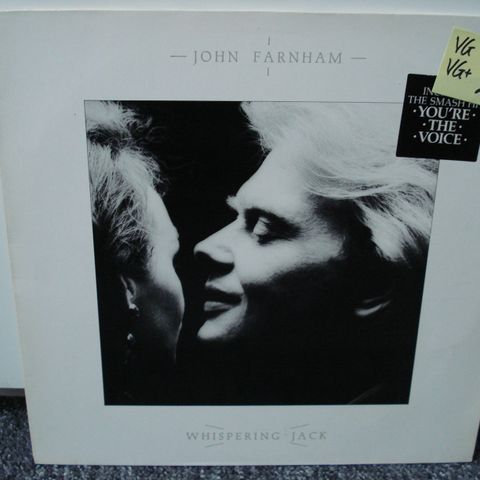 JOHN FARNHAM
VG
VG+
THE SMASH HIT
· YOU'RE ·
· THE ·
VOICE ·
WHISPERING JACK